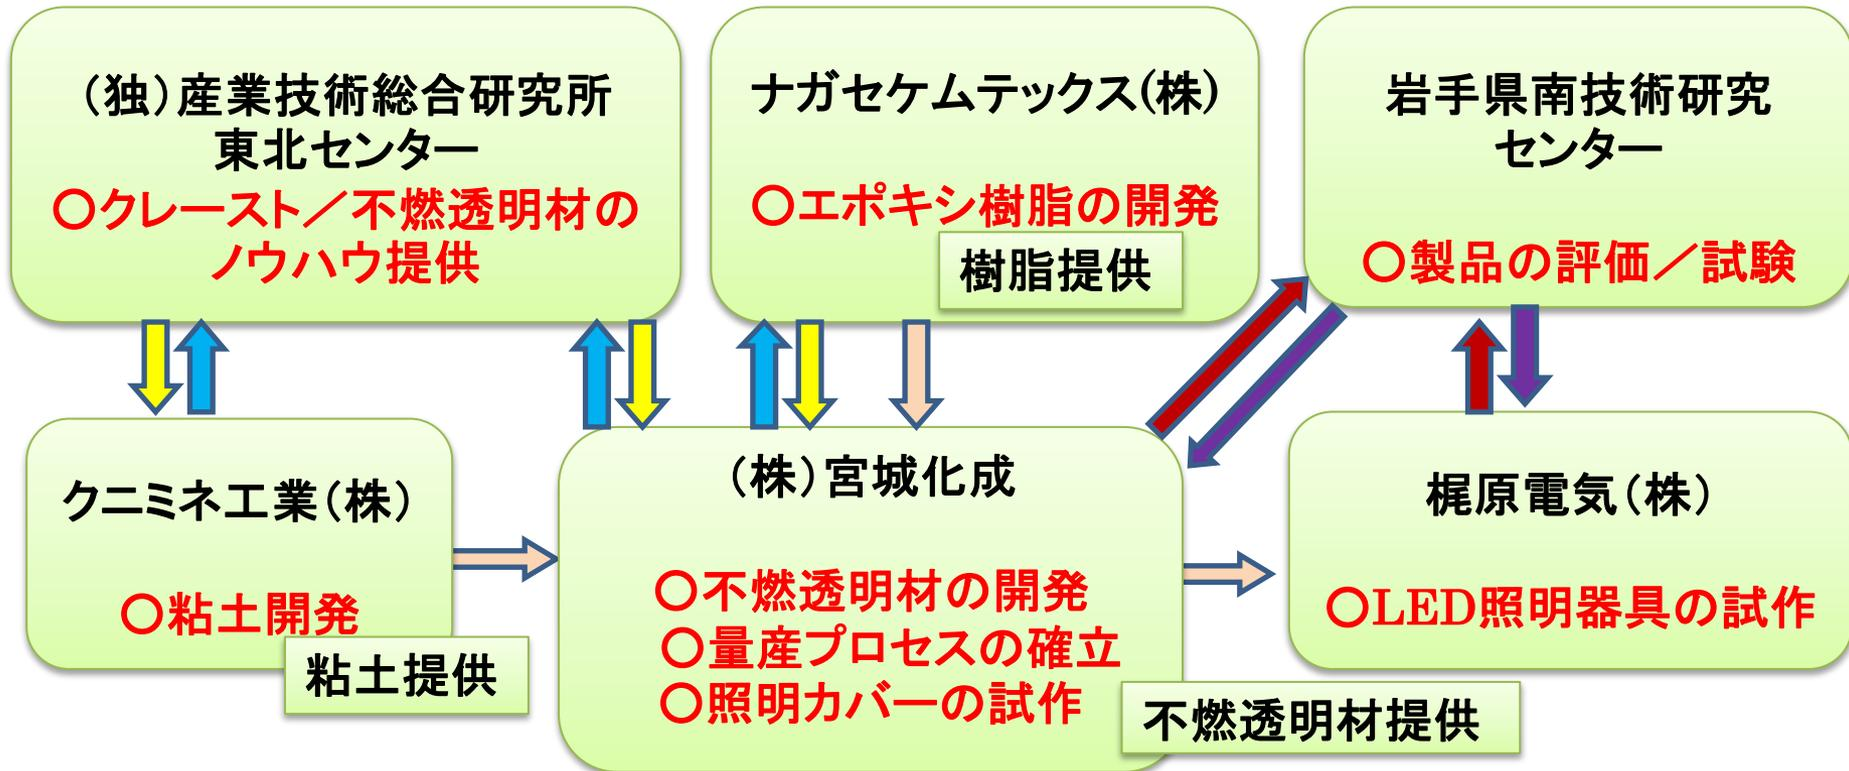 （独）産業技術総合研究所
東北センター
○クレースト／不燃透明材の
ノウハウ提供
ナガセケムテックス(株)
○エポキシ樹脂の開発
樹脂提供
岩手県南技術研究
センター
○製品の評価／試験
クニミネ工業（株）
○粘土開発
粘土提供
（株）宮城化成
○不燃透明材の開発
○量産プロセスの確立
○照明カバーの試作
不燃透明材提供
梶原電気（株）
○LED照明器具の試作